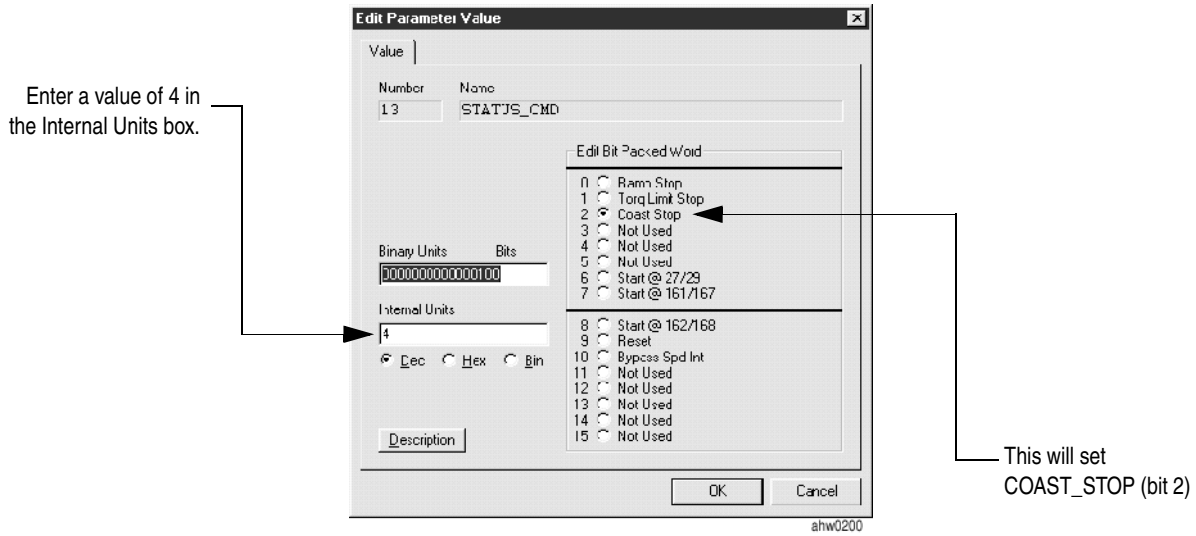 Edit Parameter Value
Value
Enter a value of 4 in
the Internal Units box.
Number Name
13 STATUS_CMD
Edit Bit Packed Word
0 Ramp Stop
1 Torq Limit Stop
2 Coast Stop
3 Not Used
4 Not Used
5 Not Used
6 Start @ 27/29
7 Start @ 161/167
Binary Units Bits
0000000000000100
Internal Units
4
Dec Hex Bin
8 Start @ 162/168
9 Reset
10 Bypass Spd Int
11 Not Used
12 Not Used
13 Not Used
14 Not Used
15 Not Used
Description
This will set
COAST_STOP (bit 2)
OK Cancel
ahw0200